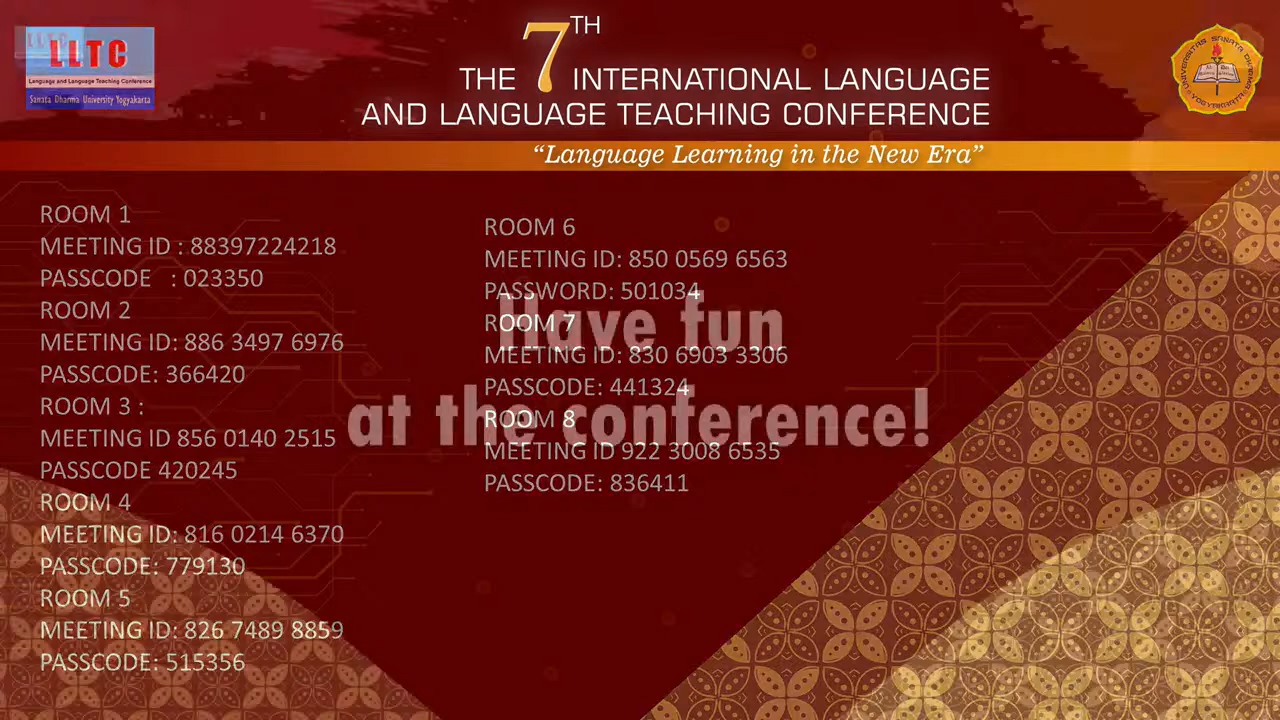 LLTC
Language and Language Teaching Conference
Sanata Dharma University Yogyakarta
THE 7TH INTERNATIONAL LANGUAGE
AND LANGUAGE TEACHING CONFERENCE
“Language Learning in the New Era”
ROOM 1
MEETING ID : 88397224218
PASSCODE : 023350
ROOM 2
MEETING ID: 886 3497 6976
PASSCODE: 366420
ROOM 3 :
MEETING ID 856 0140 2515
PASSCODE 420245
ROOM 4
MEETING ID: 816 0214 6370
PASSCODE: 779130
ROOM 5
MEETING ID: 826 7489 8859
PASSCODE: 515356
ROOM 6
MEETING ID: 850 0569 6563
PASSWORD: 501034
ROOM 7
MEETING ID: 830 6903 3306
PASSCODE: 441324
ROOM 8
MEETING ID 922 3008 6535
PASSCODE: 836411
Have fun
at the conference!